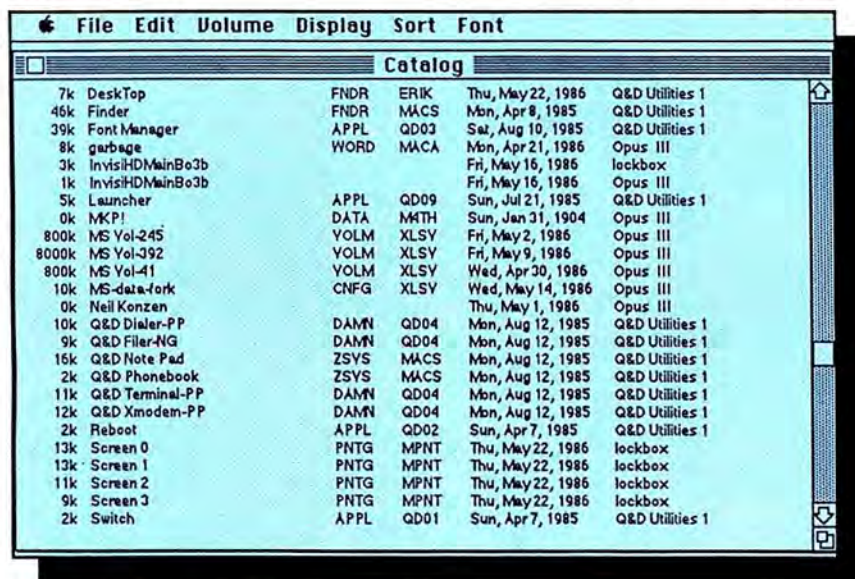 File Edit Volume Display Sort Font
Catalog
7k DeskTop FNDR ERIK Thu, May 22, 1986 Q&D Utilities 1
46k Finder FNDR MACS Mon, Apr 8, 1985 Q&D Utilities 1
39k Font Manager APPL QD03 Sat, Aug 10, 1985 Q&D Utilities 1
8k garbage WORD MACA Mon, Apr 21, 1986 Opus III
3k InvisiHDMainBo3b Fri, May 16, 1986 lockbox
1k InvisiHDMainBo3b Fri, May 16, 1986 Opus III
5k Launcher APPL QD09 Sun, Jul 21, 1985 Q&D Utilities 1
0k MKP! DATA M4TH Sun, Jan 31, 1904 Opus III
800k MS Vol-245 VOLM XLSV Fri, May 2, 1986 Opus III
8000k MS Vol-392 VOLM XLSV Fri, May 9, 1986 Opus III
800k MS Vol-41 VOLM XLSV Wed, Apr 30, 1986 Opus III
10k MS-data-fork CNFG XLSV Wed, May 14, 1986 Opus III
0k Neil Konzen Thu, May 1, 1986 Opus III
10k Q&D Dialer-PP DAMN QD04 Mon, Aug 12, 1985 Q&D Utilities 1
9k Q&D Filer-NG DAMN QD04 Mon, Aug 12, 1985 Q&D Utilities 1
16k Q&D Note Pad ZSYS MACS Mon, Aug 12, 1985 Q&D Utilities 1
2k Q&D Phonebook ZSYS MACS Mon, Aug 12, 1985 Q&D Utilities 1
11k Q&D Terminal-PP DAMN QD04 Mon, Aug 12, 1985 Q&D Utilities 1
12k Q&D Xmodem-PP DAMN QD04 Mon, Aug 12, 1985 Q&D Utilities 1
2k Reboot APPL QD02 Sun, Apr 7, 1985 Q&D Utilities 1
13k Screen 0 PNTG MPNT Thu, May 22, 1986 lockbox
13k Screen 1 PNTG MPNT Thu, May 22, 1986 lockbox
11k Screen 2 PNTG MPNT Thu, May 22, 1986 lockbox
9k Screen 3 PNTG MPNT Thu, May 22, 1986 lockbox
2k Switch APPL QD01 Sun, Apr 7, 1985 Q&D Utilities 1